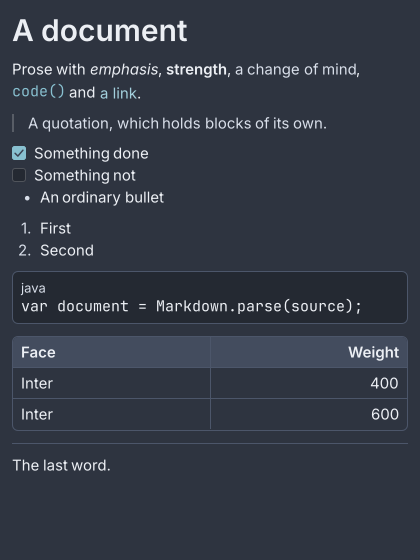 A document
Prose with emphasis, strength, a change of mind,
code() and a link.
A quotation, which holds blocks of its own.
Something done
Something not
• An ordinary bullet
1. First
2. Second
java
var document = Markdown.parse(source);
Face Weight
Inter 400
Inter 600
The last word.